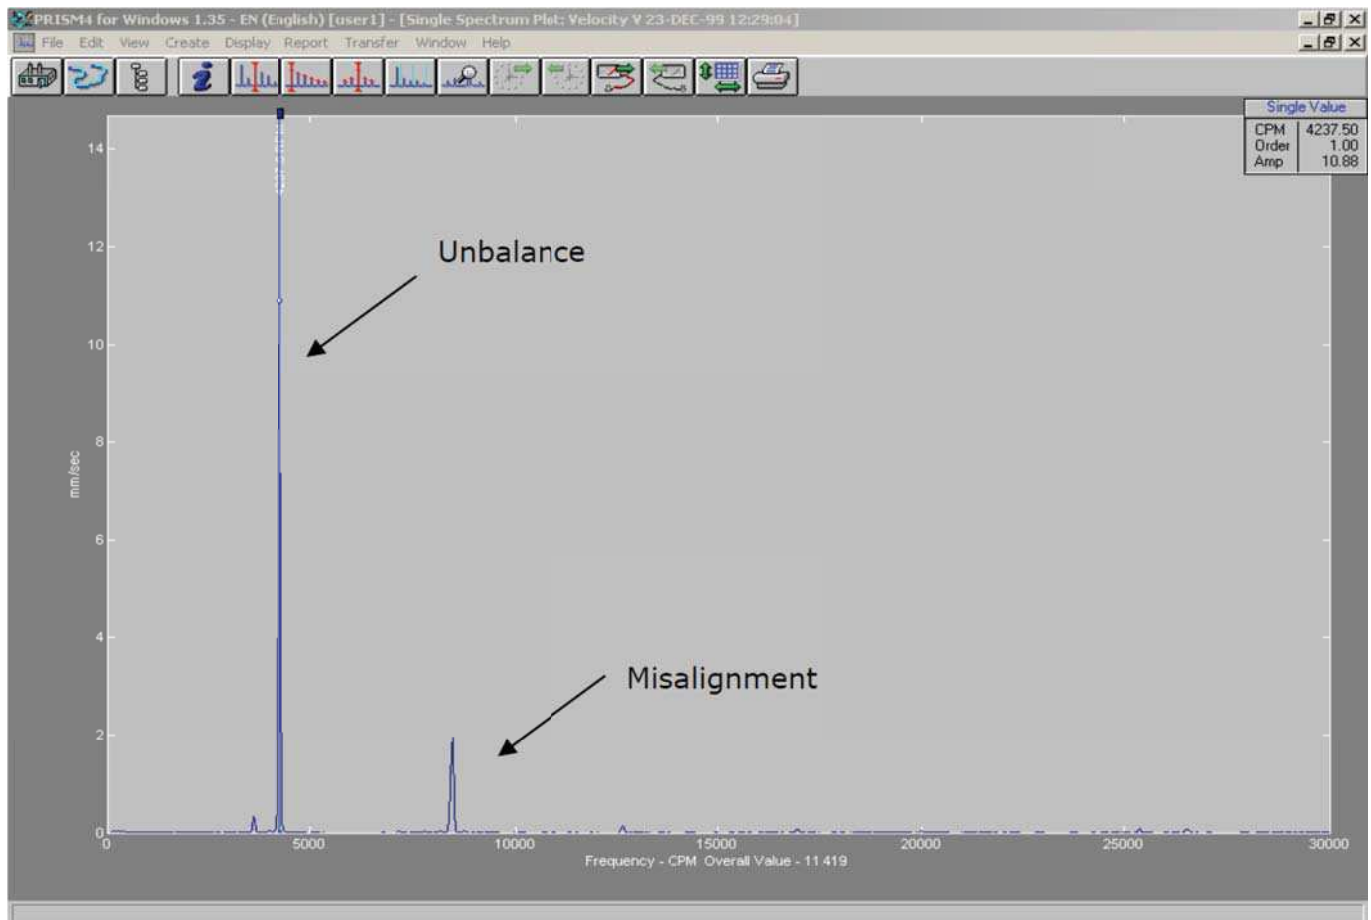 PRISM4 for Windows 1.35 - EN (English) [user1] - [Single Spectrum Plot: Velocity V 23-DEC-99 12:29:04]
File Edit View Create Display Report Transfer Window Help
Single Value
CPM 4237.50
Order 1.00
Amp 10.88
14
12
10
8
6
4
2
0
mm/sec
Unbalance
Misalignment
0 5000 10000 15000 20000 25000 30000
Frequency - CPM Overall Value - 11.419